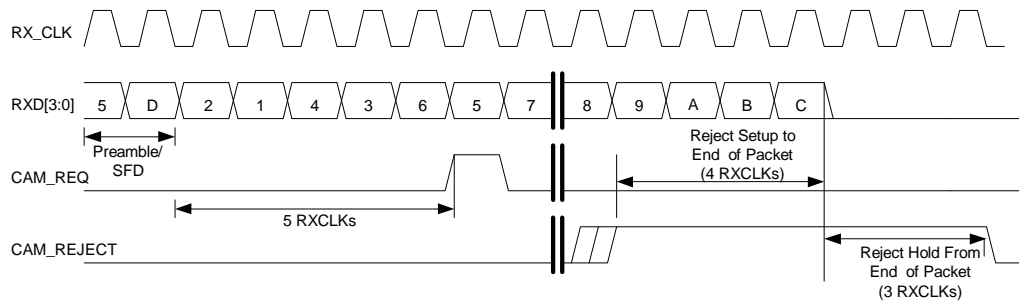 RX_CLK
RXD[3:0]
5 D 2 1 4 3 6 5 7 8 9 A B C
Preamble/
SFD
Reject Setup to
End of Packet
(4 RXCLKs)
CAM_REQ
5 RXCLKs
CAM_REJECT
Reject Hold From
End of Packet
(3 RXCLKs)